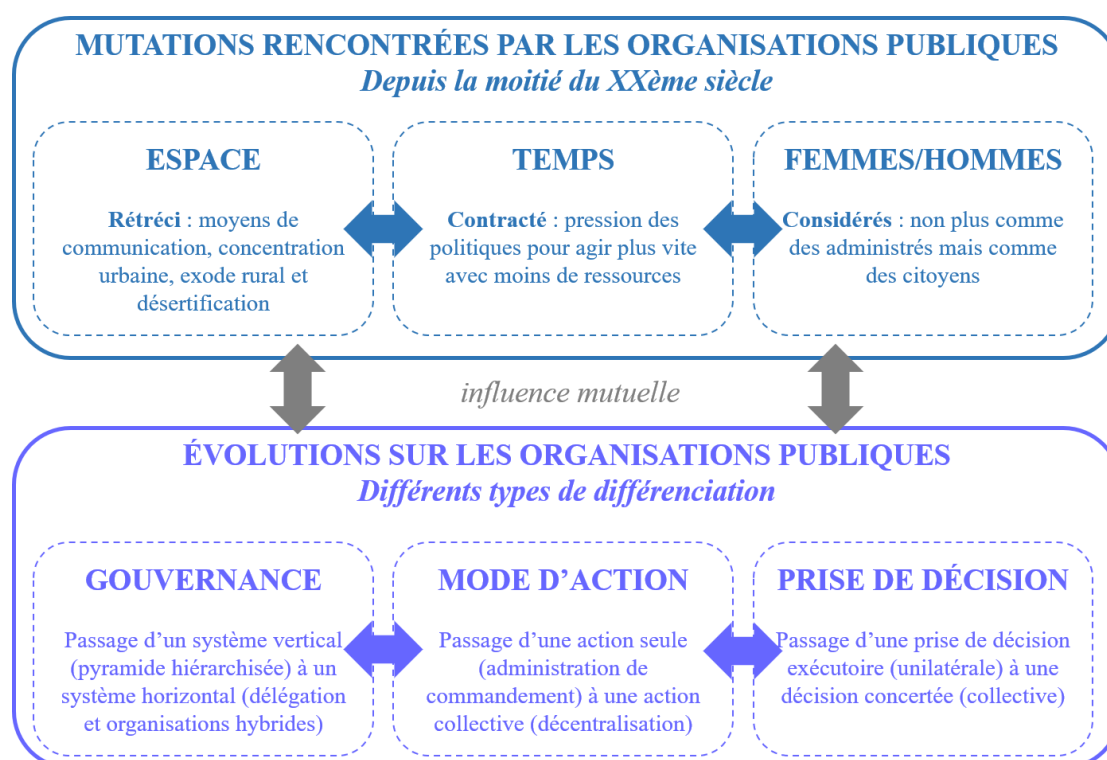 MUTATIONS RENCONTRÉES PAR LES ORGANISATIONS PUBLIQUES
Depuis la moitié du XXème siècle
ESPACE
Rétréci : moyens de
communication, concentration
urbaine, exode rural et
désertification
TEMPS
Contracté : pression des
politiques pour agir plus vite
avec moins de ressources
FEMMES/HOMMES
Considérés : non plus comme
des administrés mais comme
des citoyens
influence mutuelle
ÉVOLUTIONS SUR LES ORGANISATIONS PUBLIQUES
Différents types de différenciation
GOUVERNANCE
Passage d’un système vertical
(pyramide hiérarchisée) à un
système horizontal (délégation
et organisations hybrides)
MODE D’ACTION
Passage d’une action seule
(administration de
commandement) à une action
collective (décentralisation)
PRISE DE DÉCISION
Passage d’une prise de décision
exécutoire (unilatérale) à une
décision concertée (collective)